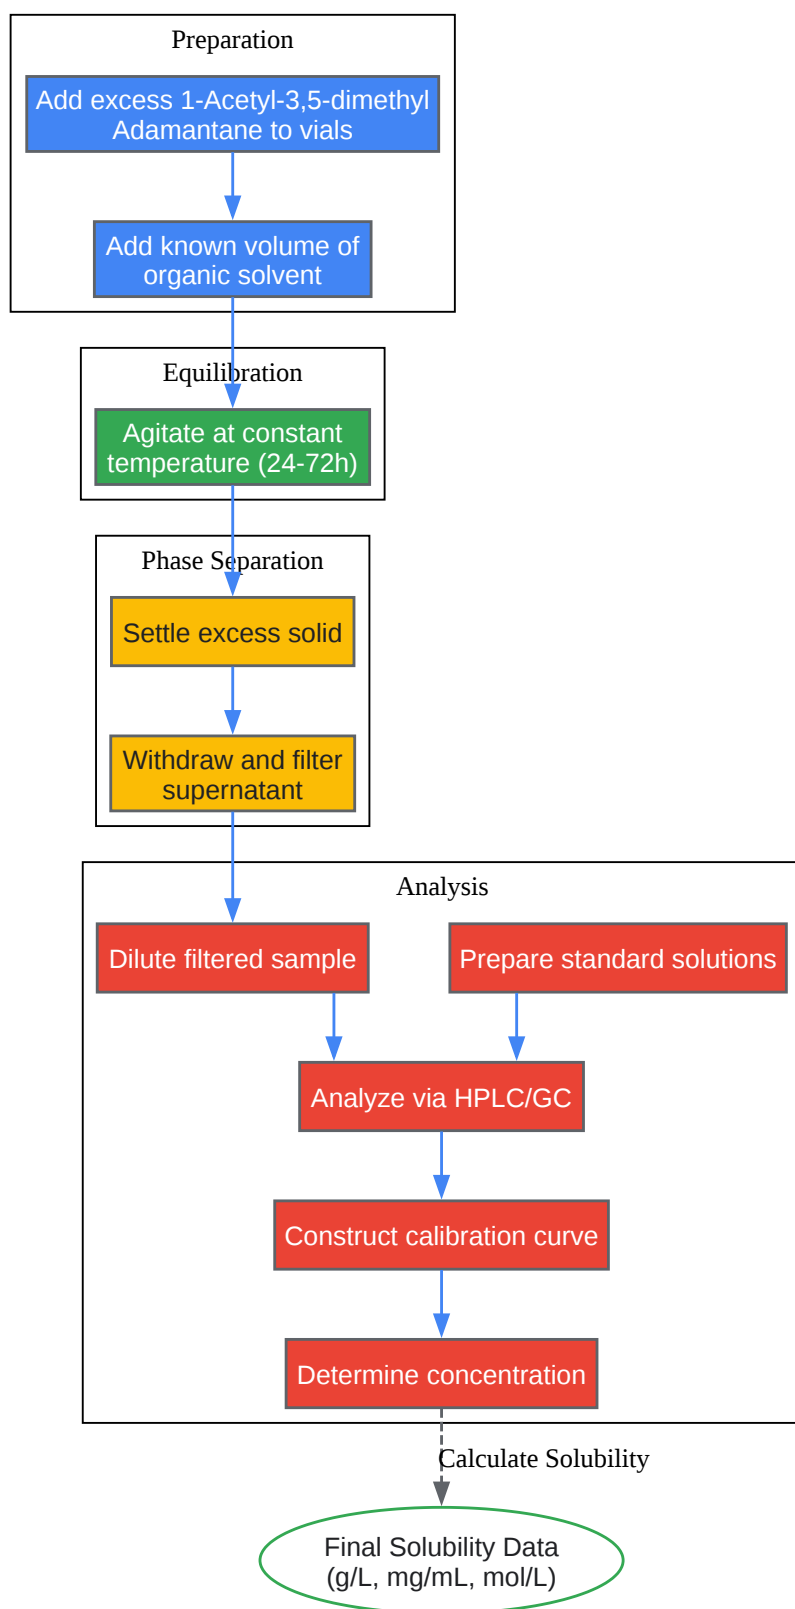 Preparation
Add excess 1-Acetyl-3,5-dimethyl
Adamantane to vials
Add known volume of
organic solvent
Equilibration
Agitate at constant
temperature (24-72h)
Phase Separation
Settle excess solid
Withdraw and filter
supernatant
Analysis
Dilute filtered sample
Prepare standard solutions
Analyze via HPLC/GC
Construct calibration curve
Determine concentration
Calculate Solubility
Final Solubility Data
(g/L, mg/mL, mol/L)